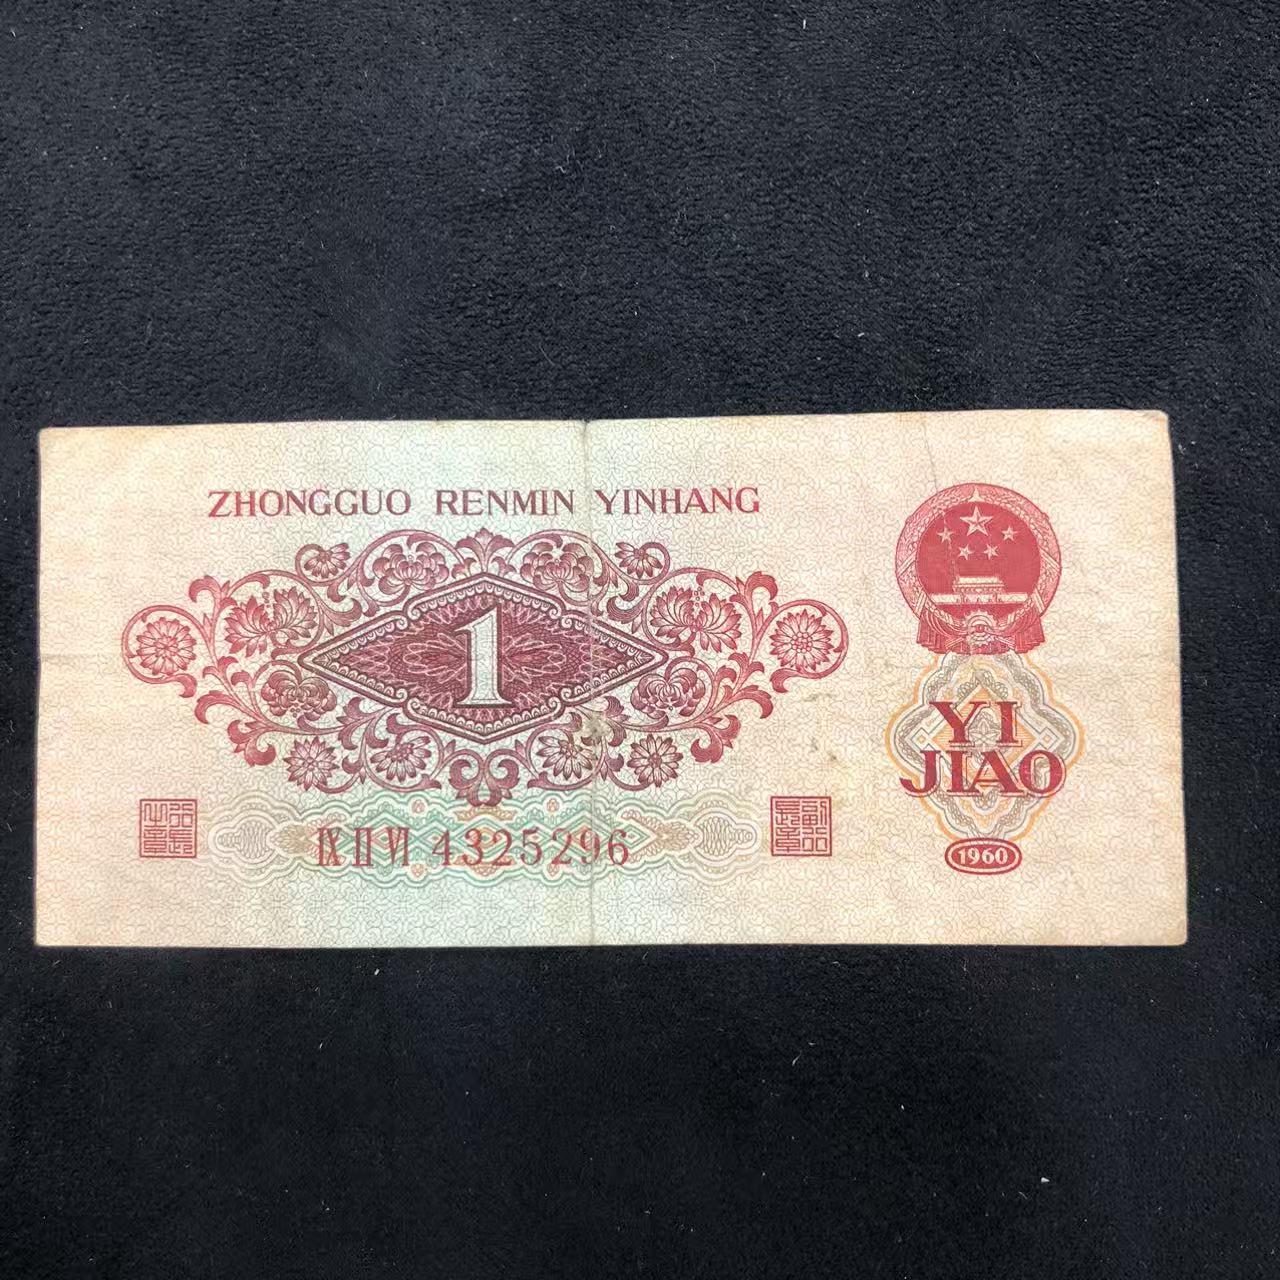 ZHONGGUO RENMIN YINHANG
1
YI
JIAO
IX II VI 4325296
1960